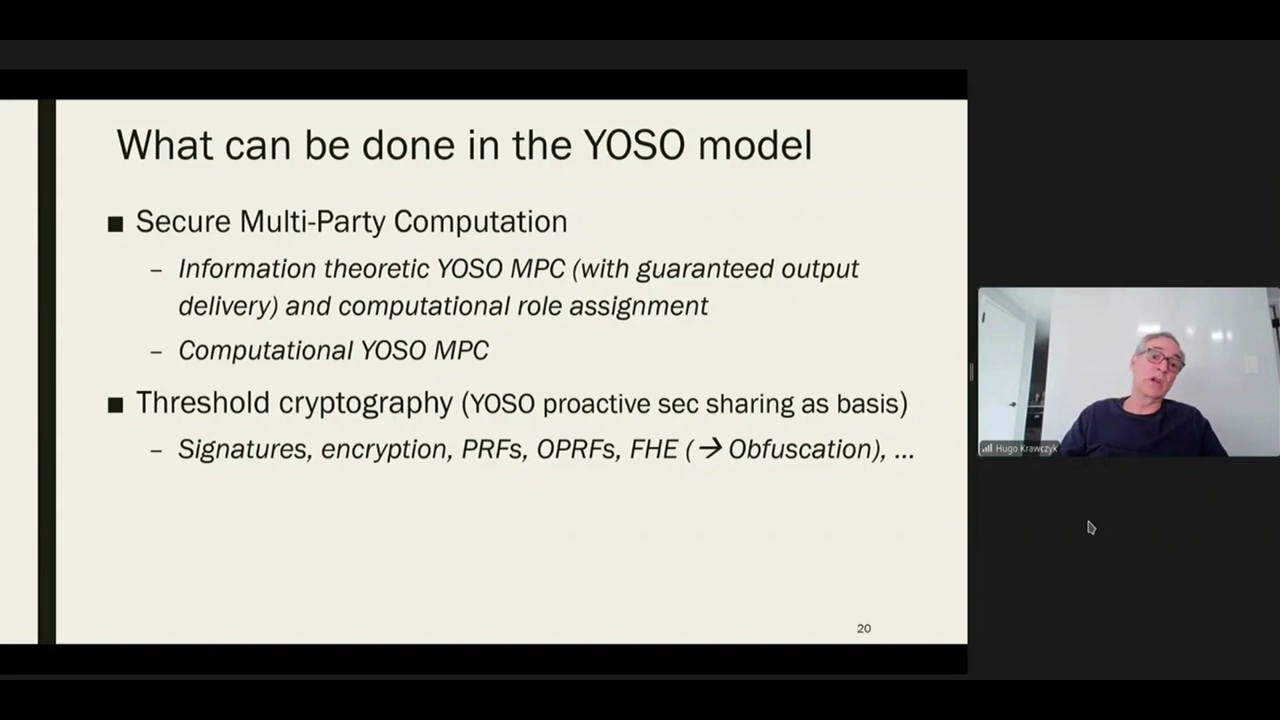 What can be done in the YOSO model
■ Secure Multi-Party Computation
– Information theoretic YOSO MPC (with guaranteed output
delivery) and computational role assignment
– Computational YOSO MPC
■ Threshold cryptography (YOSO proactive sec sharing as basis)
– Signatures, encryption, PRFs, OPRFs, FHE (→ Obfuscation), ...
20
Hugo Krawczyk